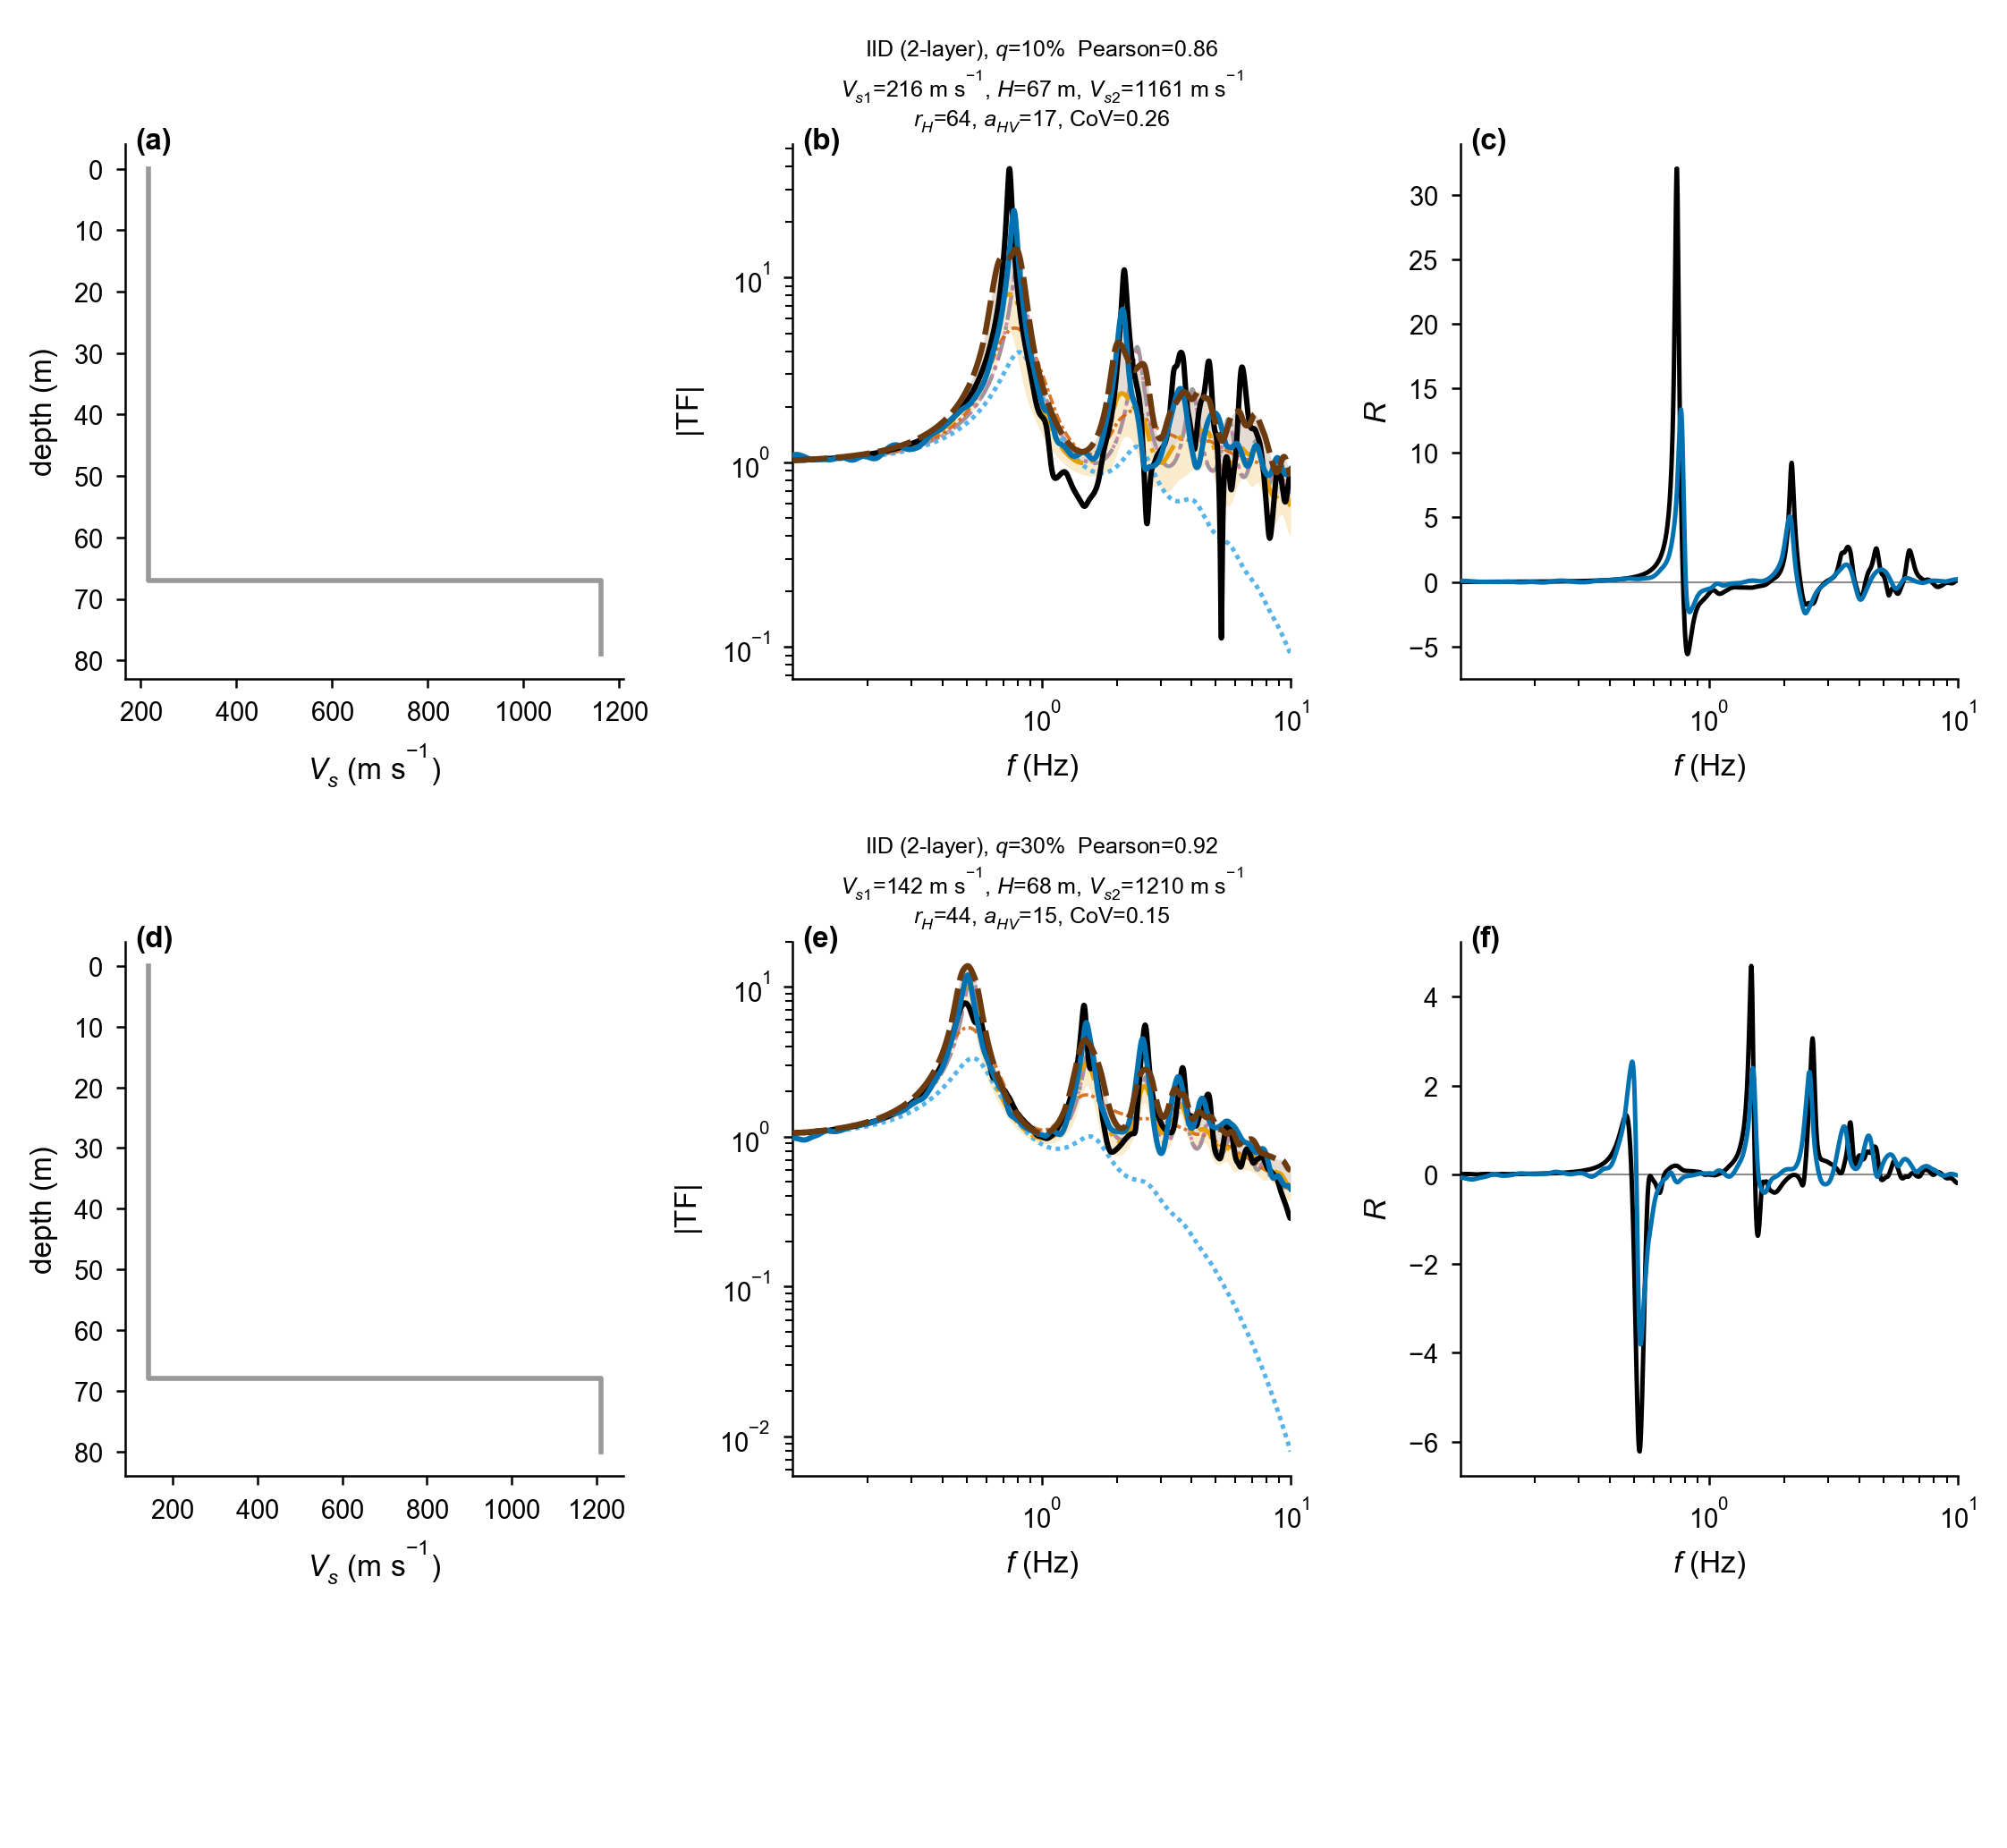 IID (2-layer), q=10%  Pearson=0.86
Vs1=216 m s−1, H=67 m, Vs2=1161 m s−1
rH=64, aHV=17, CoV=0.26
(a)
0
10
20
30
40
50
60
70
80
depth (m)
200 400 600 800 1000 1200
Vs (m s−1)
(b)
10^1
10^0
10^−1
|TF|
10^0 10^1
f (Hz)
(c)
30
25
20
15
10
5
0
−5
R
10^0 10^1
f (Hz)
IID (2-layer), q=30%  Pearson=0.92
Vs1=142 m s−1, H=68 m, Vs2=1210 m s−1
rH=44, aHV=15, CoV=0.15
(d)
0
10
20
30
40
50
60
70
80
depth (m)
200 400 600 800 1000 1200
Vs (m s−1)
(e)
10^1
10^0
10^−1
10^−2
|TF|
10^0 10^1
f (Hz)
(f)
4
2
0
−2
−4
−6
R
10^0 10^1
f (Hz)